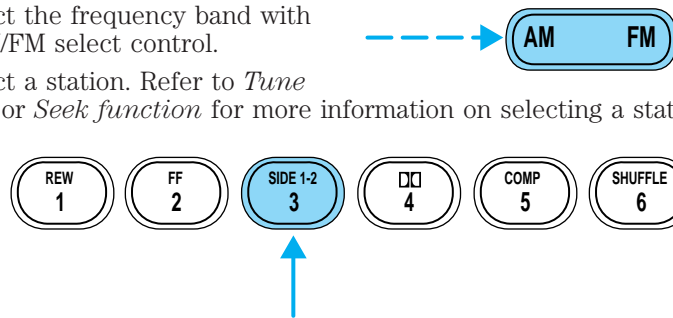 ct the frequency band with
/FM select control.
AM FM
ct a station. Refer to Tune
or Seek function for more information on selecting a stat
REW FF SIDE 1-2 COMP SHUFFLE
1 2 3 4 5 6